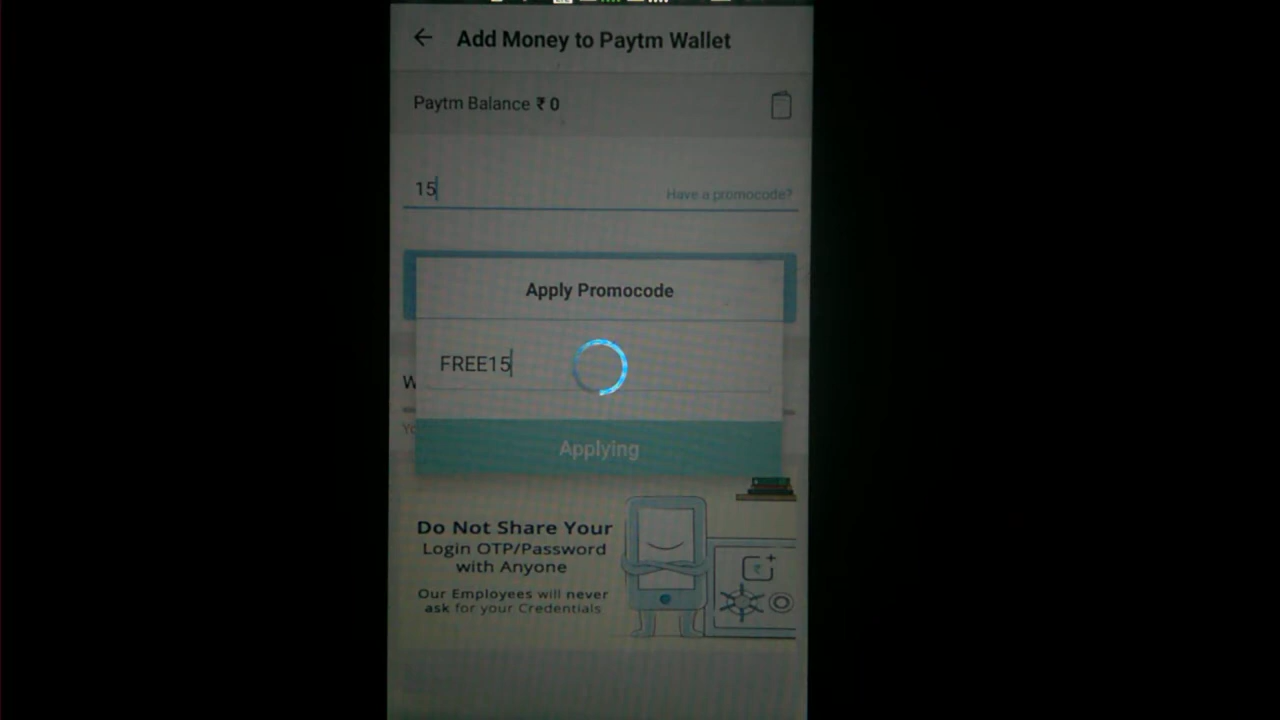 Add Money to Paytm Wallet
Paytm Balance ₹ 0
15
Have a promocode?
Apply Promocode
FREE15
W
Applying
Do Not Share Your
Login OTP/Password
with Anyone
Our Employees will never
ask for your Credentials